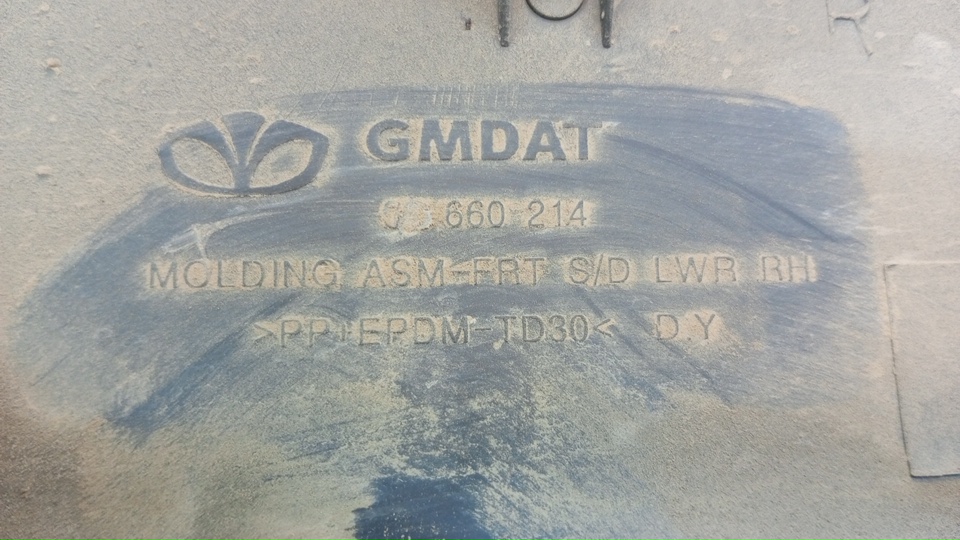 GMDAT
660 214
MOLDING ASM-FRT S/D LWR RH
>PP+EPDM-TD30< D.Y